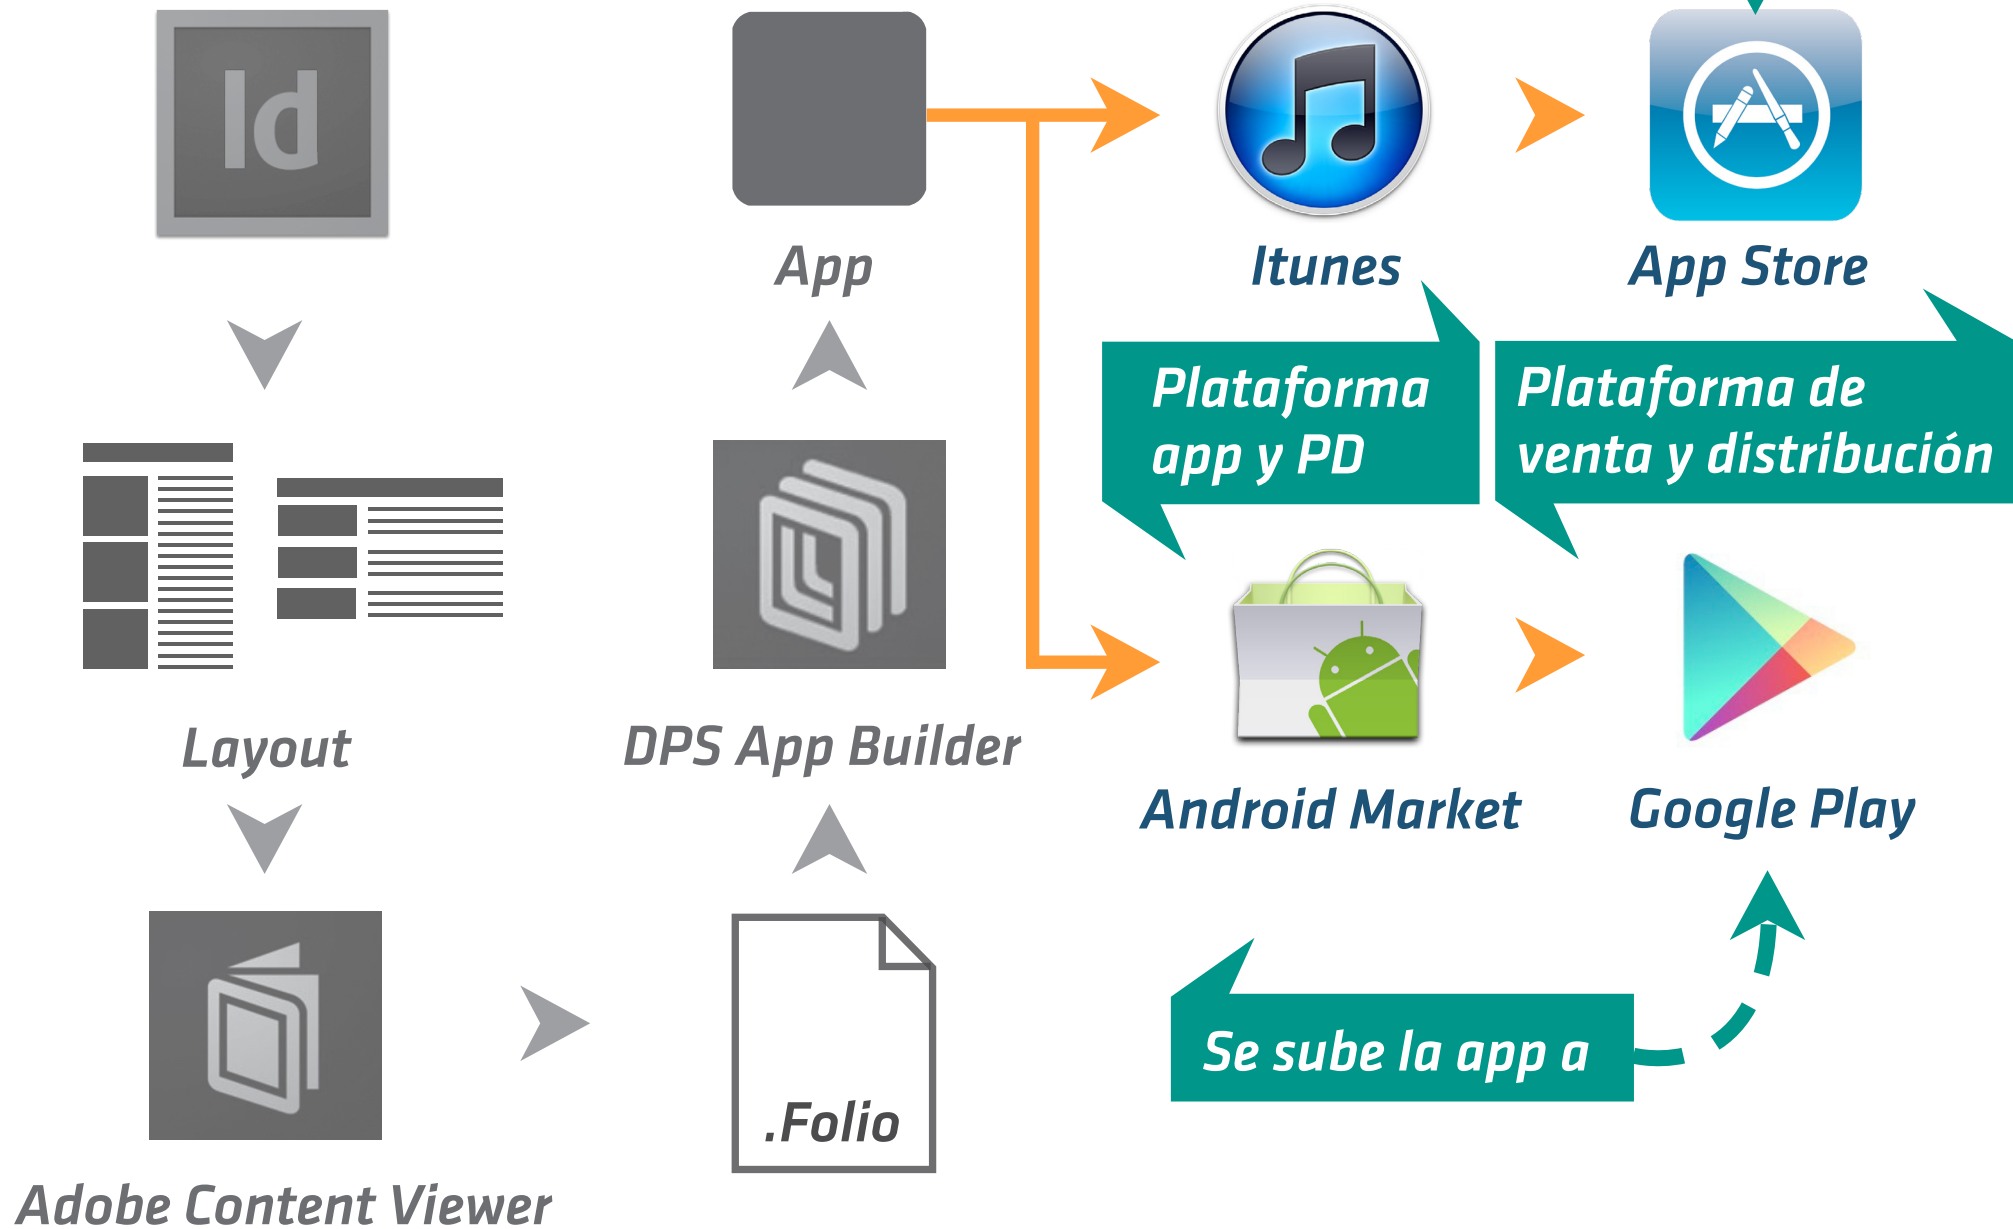 Id
App
Itunes
App Store
Plataforma
app y PD
Plataforma de
venta y distribución
Layout
DPS App Builder
Android Market
Google Play
Se sube la app a
.Folio
Adobe Content Viewer